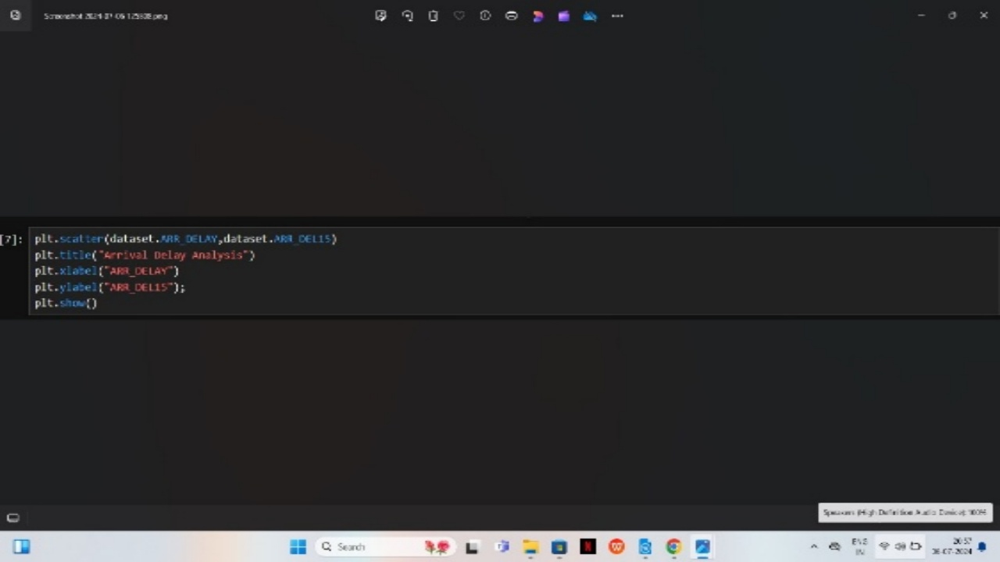 Screenshot 2024-07-06 125808.png
[7]:
plt.scatter(dataset.ARR_DELAY,dataset.ARR_DEL15)
plt.title("Arrival Delay Analysis")
plt.xlabel("ARR_DELAY")
plt.ylabel("ARR_DEL15");
plt.show()
Speakers (High Definition Audio Device): 100%
Search
ENG
IN
20:57
06-07-2024